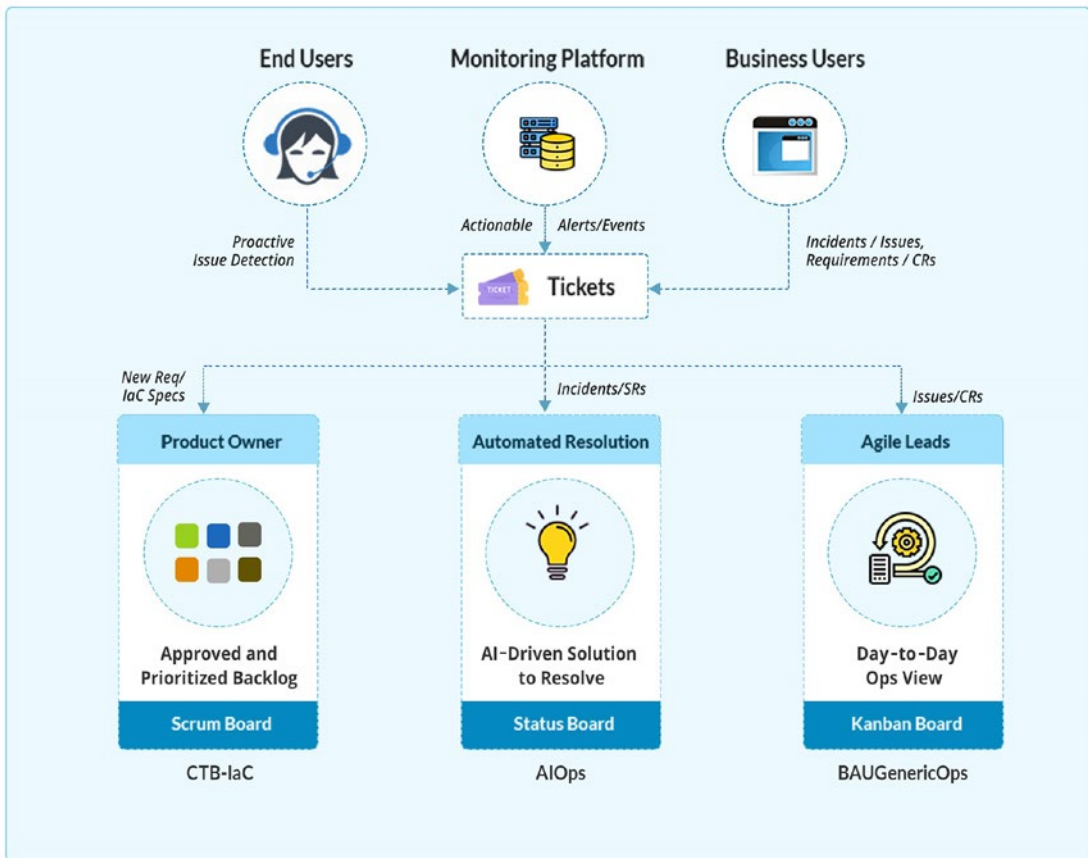 End Users
Monitoring Platform
Business Users
Proactive
Issue Detection
Actionable
Alerts/Events
Incidents / Issues,
Requirements / CRs
TICKET
Tickets
New Req/
IaC Specs
Incidents/SRs
Issues/CRs
Product Owner
Automated Resolution
Agile Leads
Approved and
Prioritized Backlog
AI-Driven Solution
to Resolve
Day-to-Day
Ops View
Scrum Board
Status Board
Kanban Board
CTB-IaC
AIOps
BAUGenericOps